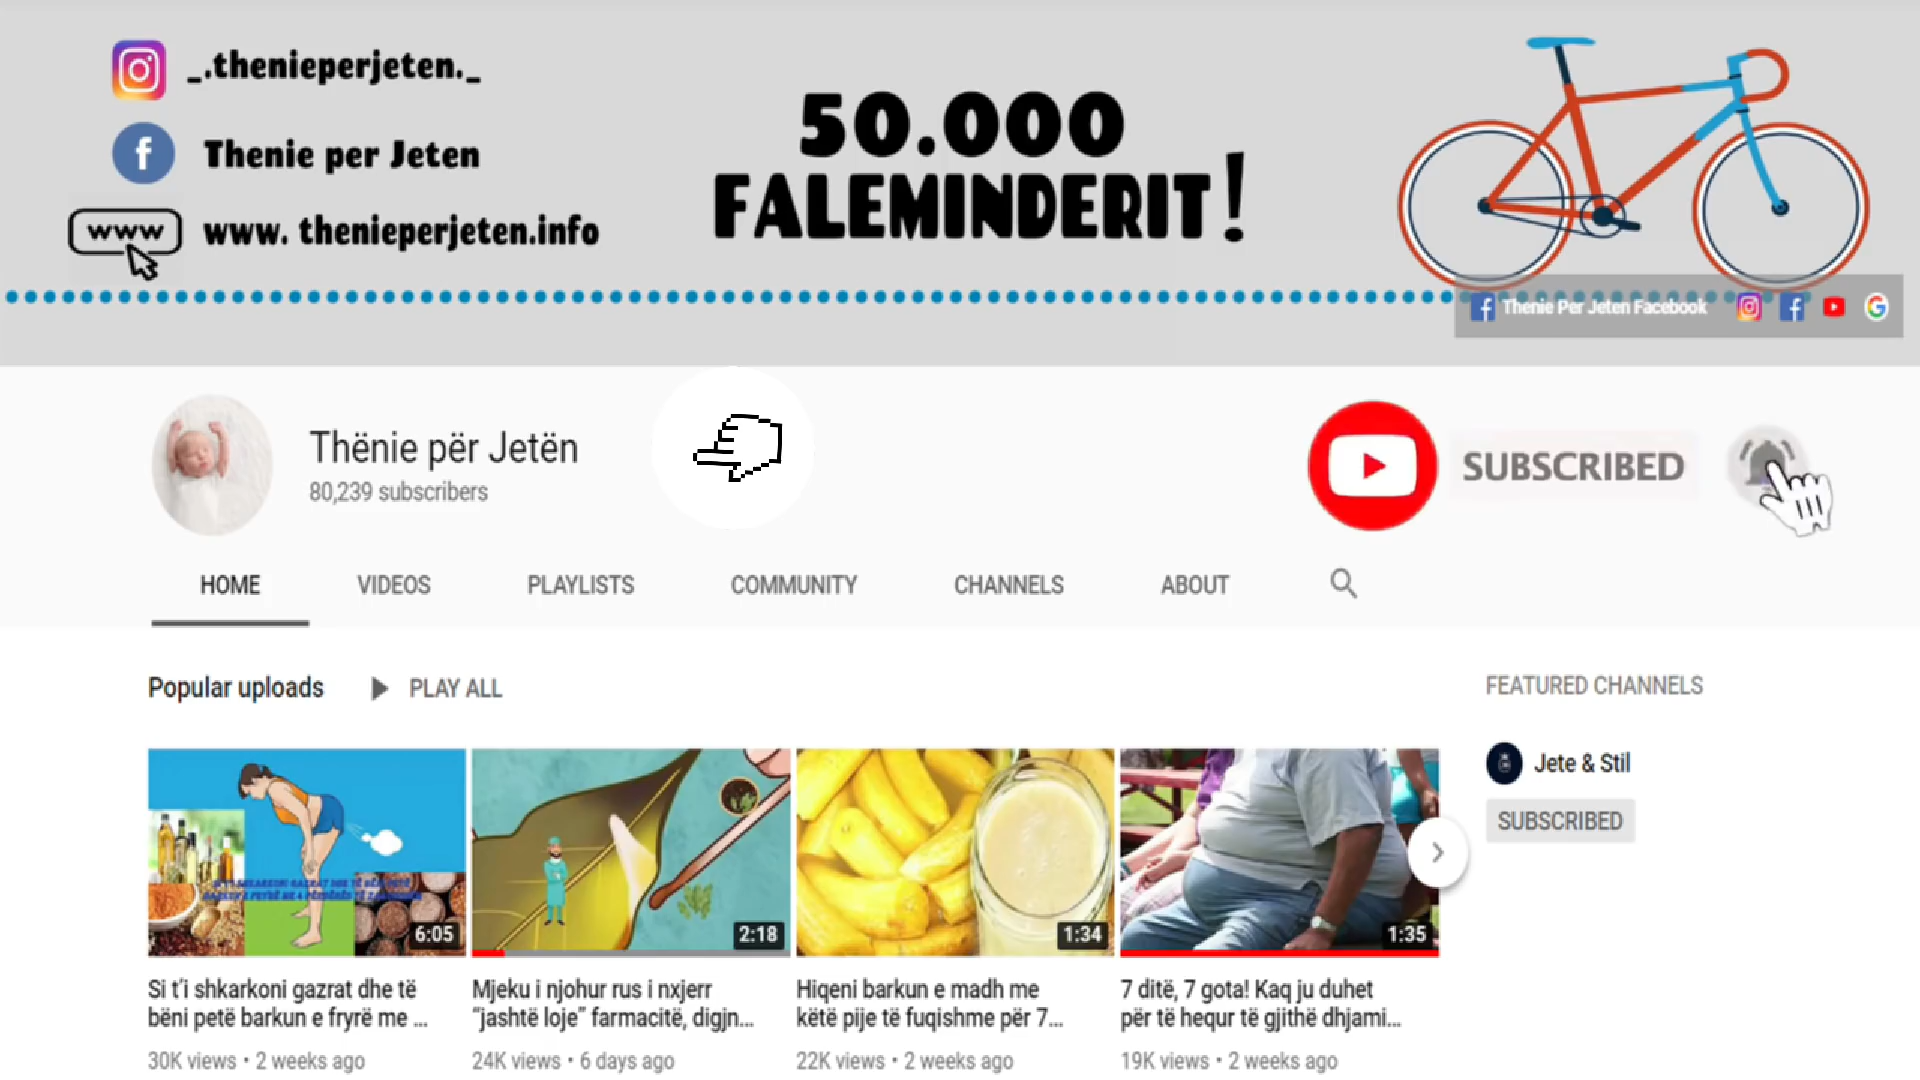 _.thenieperjeten._
Thenie per Jeten
www
www. thenieperjeten.info
50.000
FALEMINDERIT!
Thenie Per Jeten Facebook
Thënie për Jetën
80,239 subscribers
SUBSCRIBED
HOME
VIDEOS
PLAYLISTS
COMMUNITY
CHANNELS
ABOUT
Popular uploads
PLAY ALL
FEATURED CHANNELS
Jete & Stil
SUBSCRIBED
6:05
2:18
1:34
1:35
Si t'i shkarkoni gazrat dhe të
bëni petë barkun e fryrë me ...
30K views • 2 weeks ago
Mjeku i njohur rus i nxjerr
“jashtë loje” farmacitë, digjn...
24K views • 6 days ago
Hiqeni barkun e madh me
këtë pije të fuqishme për 7...
22K views • 2 weeks ago
7 ditë, 7 gota! Kaq ju duhet
për të hequr të gjithë dhjami...
19K views • 2 weeks ago